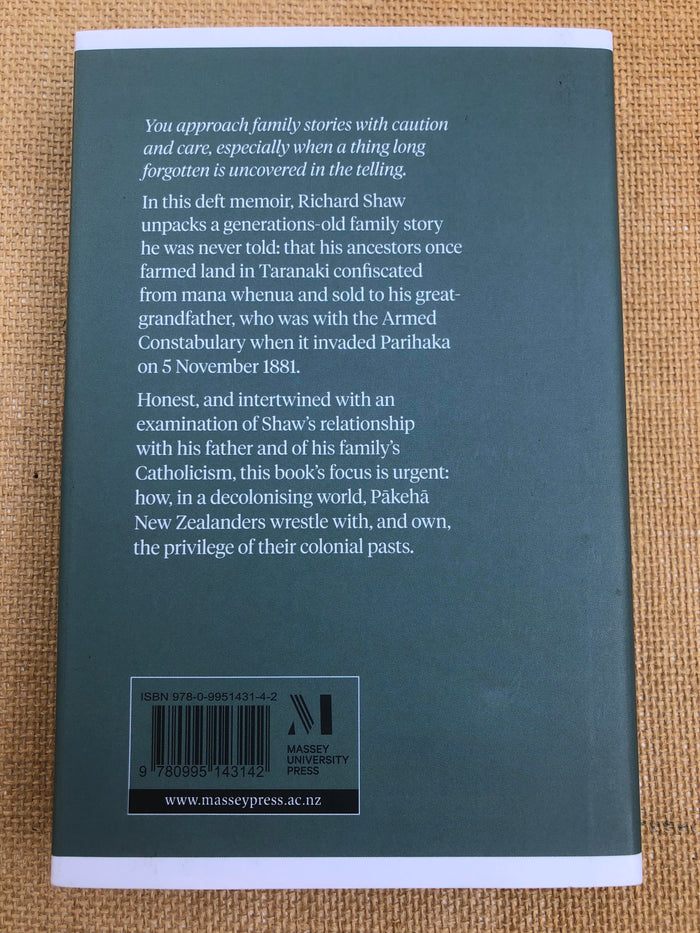 You approach family stories with caution
and care, especially when a thing long
forgotten is uncovered in the telling.
In this deft memoir, Richard Shaw
unpacks a generations-old family story
he was never told: that his ancestors once
farmed land in Taranaki confiscated
from mana whenua and sold to his great-
grandfather, who was with the Armed
Constabulary when it invaded Parihaka
on 5 November 1881.
Honest, and intertwined with an
examination of Shaw's relationship
with his father and of his family's
Catholicism, this book's focus is urgent:
how, in a decolonising world, Pākehā
New Zealanders wrestle with, and own,
the privilege of their colonial pasts.
ISBN 978-0-9951431-4-2
9 780995 143142
MASSEY
UNIVERSITY
PRESS
www.masseypress.ac.nz